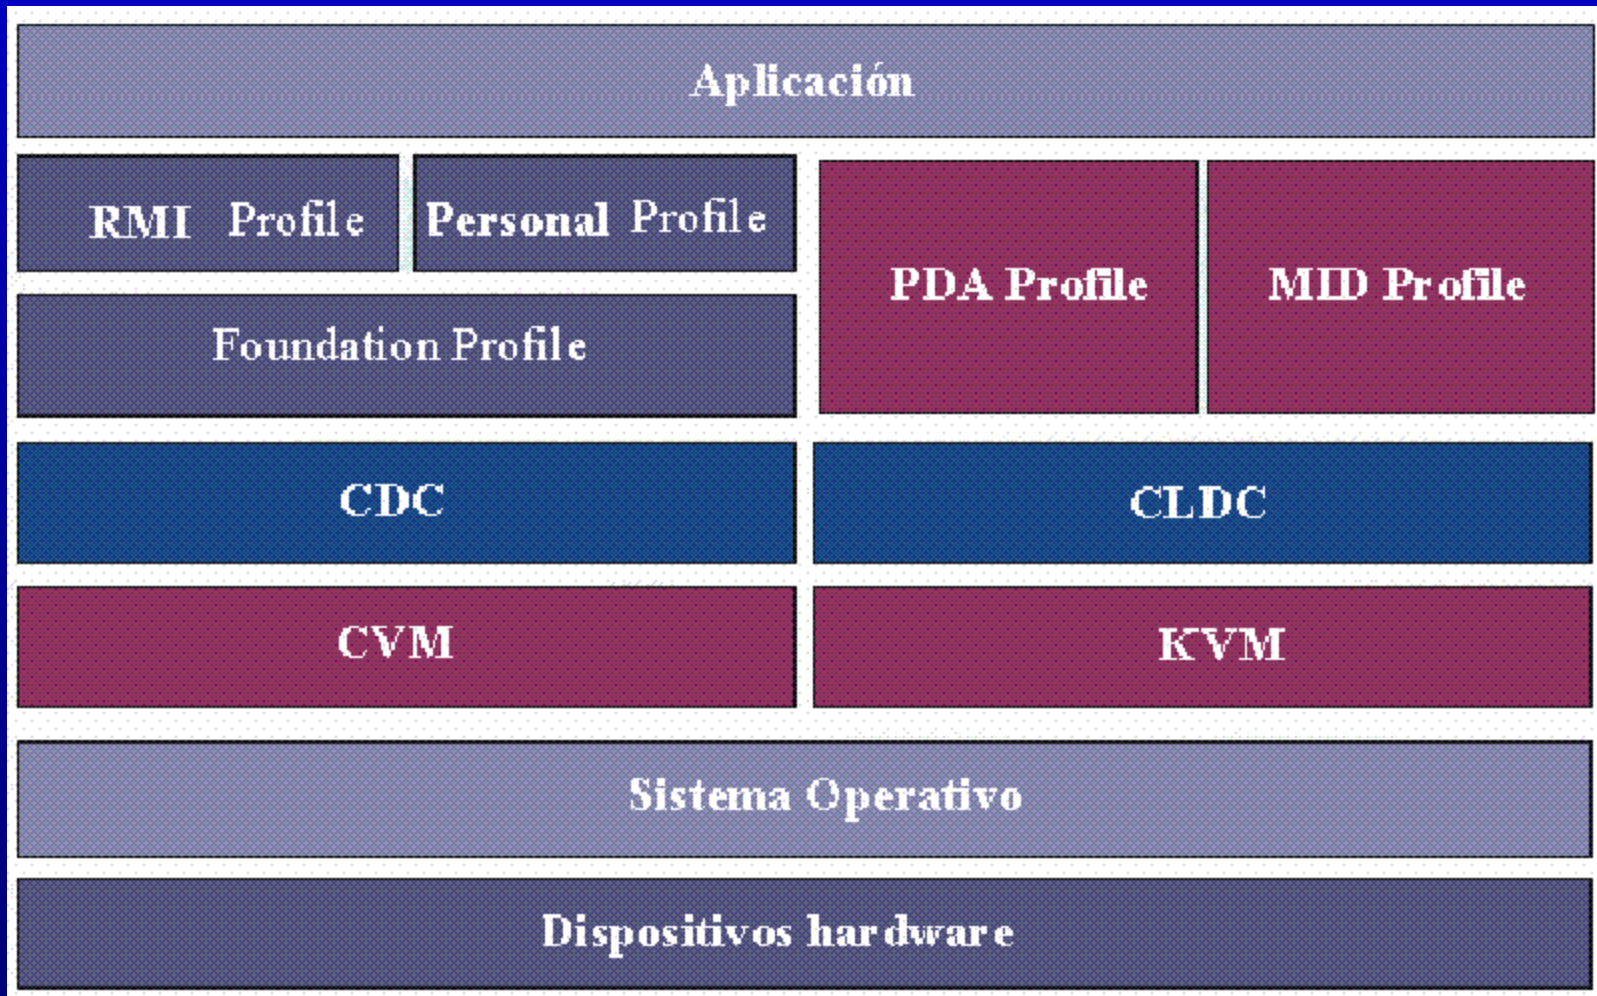 Aplicación
RMI Profile
Personal Profile
PDA Profile
MID Profile
Foundation Profile
CDC
CLDC
CVM
KVM
Sistema Operativo
Dispositivos hardware